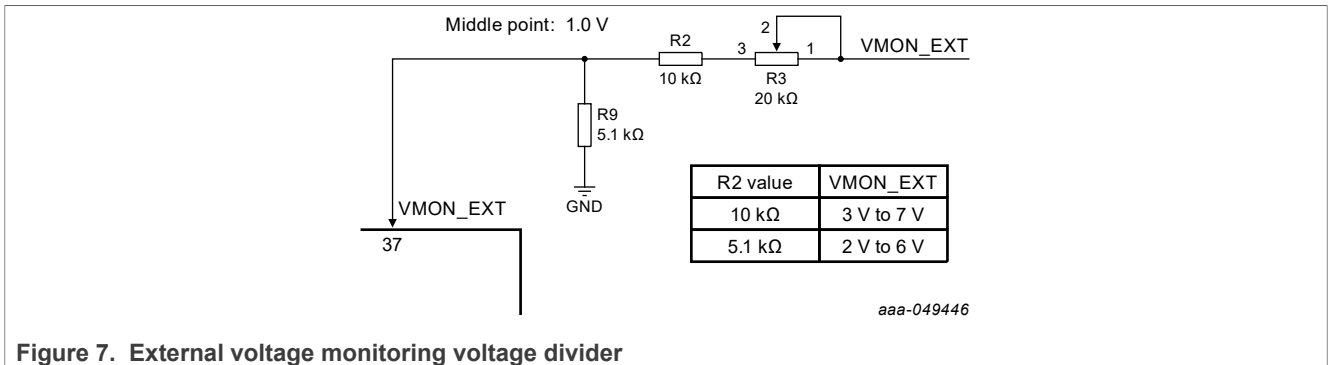 Middle point: 1.0 V
2
R2
3
1
VMON_EXT
10 kΩ
R3
20 kΩ
R9
5.1 kΩ
GND
VMON_EXT
37
R2 value VMON_EXT
10 kΩ 3 V to 7 V
5.1 kΩ 2 V to 6 V
aaa-049446
Figure 7. External voltage monitoring voltage divider